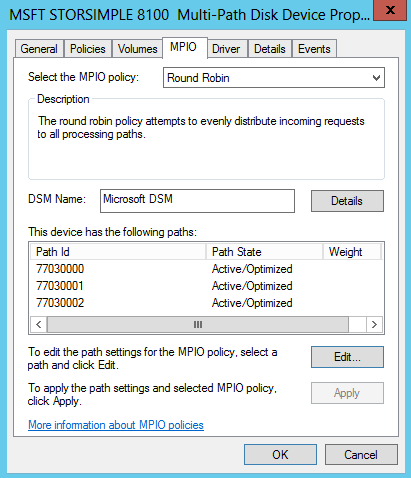 MSFT STORSIMPLE 8100 Multi-Path Disk Device Prop...
x
General Policies Volumes MPIO Driver Details Events
Select the MPIO policy: Round Robin
Description
The round robin policy attempts to evenly distribute incoming requests
to all processing paths.
DSM Name: Microsoft DSM Details
This device has the following paths:
Path Id Path State Weight
77030000 Active/Optimized
77030001 Active/Optimized
77030002 Active/Optimized
To edit the path settings for the MPIO policy, select a
path and click Edit.
Edit...
To apply the path settings and selected MPIO policy,
click Apply.
Apply
More information about MPIO policies
OK Cancel